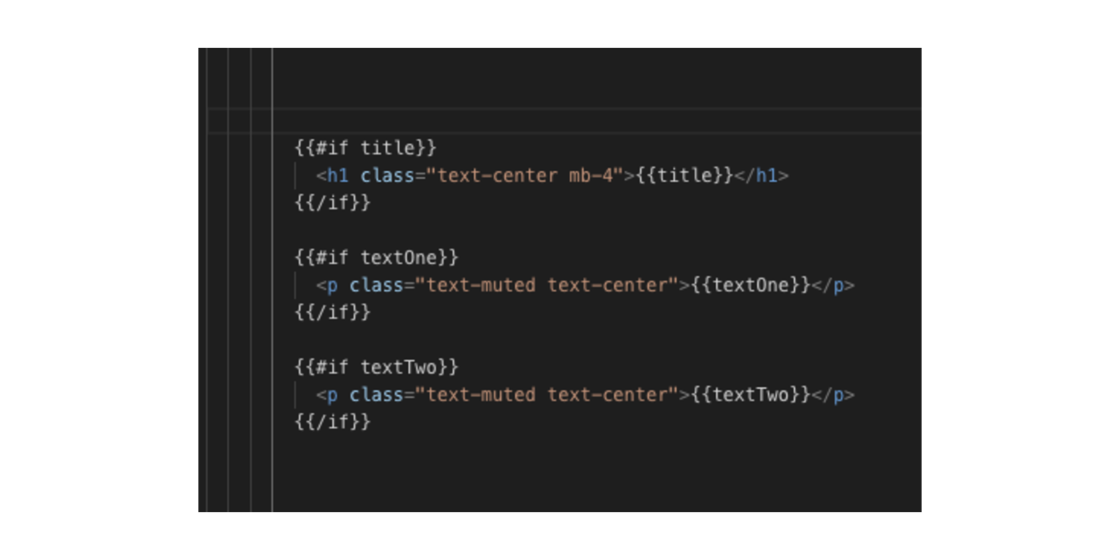 {{#if title}}
<h1 class="text-center mb-4">{{title}}</h1>
{{/if}}
{{#if textOne}}
<p class="text-muted text-center">{{textOne}}</p>
{{/if}}
{{#if textTwo}}
<p class="text-muted text-center">{{textTwo}}</p>
{{/if}}